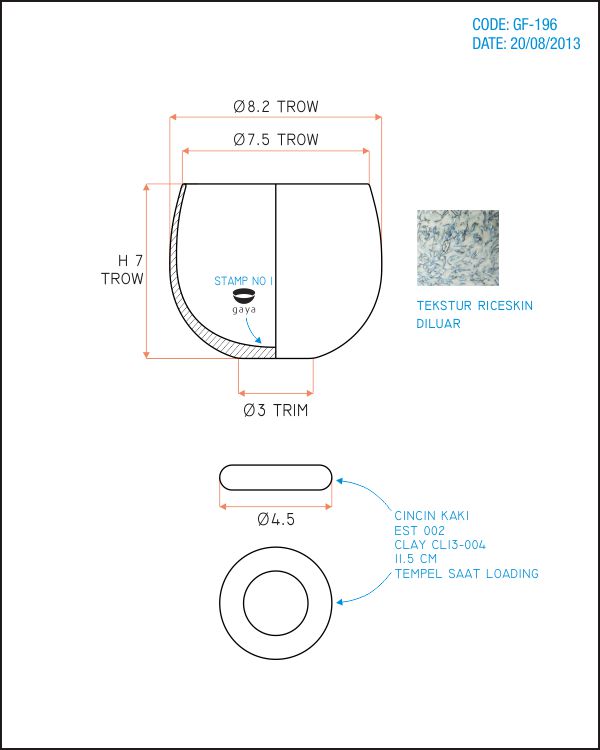 CODE: GF-196
DATE: 20/08/2013
Ø8.2 TROW
Ø7.5 TROW
H 7
TROW
STAMP NO 1
gaya
TEKSTUR RICESKIN
DILUAR
Ø3 TRIM
Ø4.5
CINCIN KAKI
EST 002
CLAY CL13-004
11.5 CM
TEMPEL SAAT LOADING